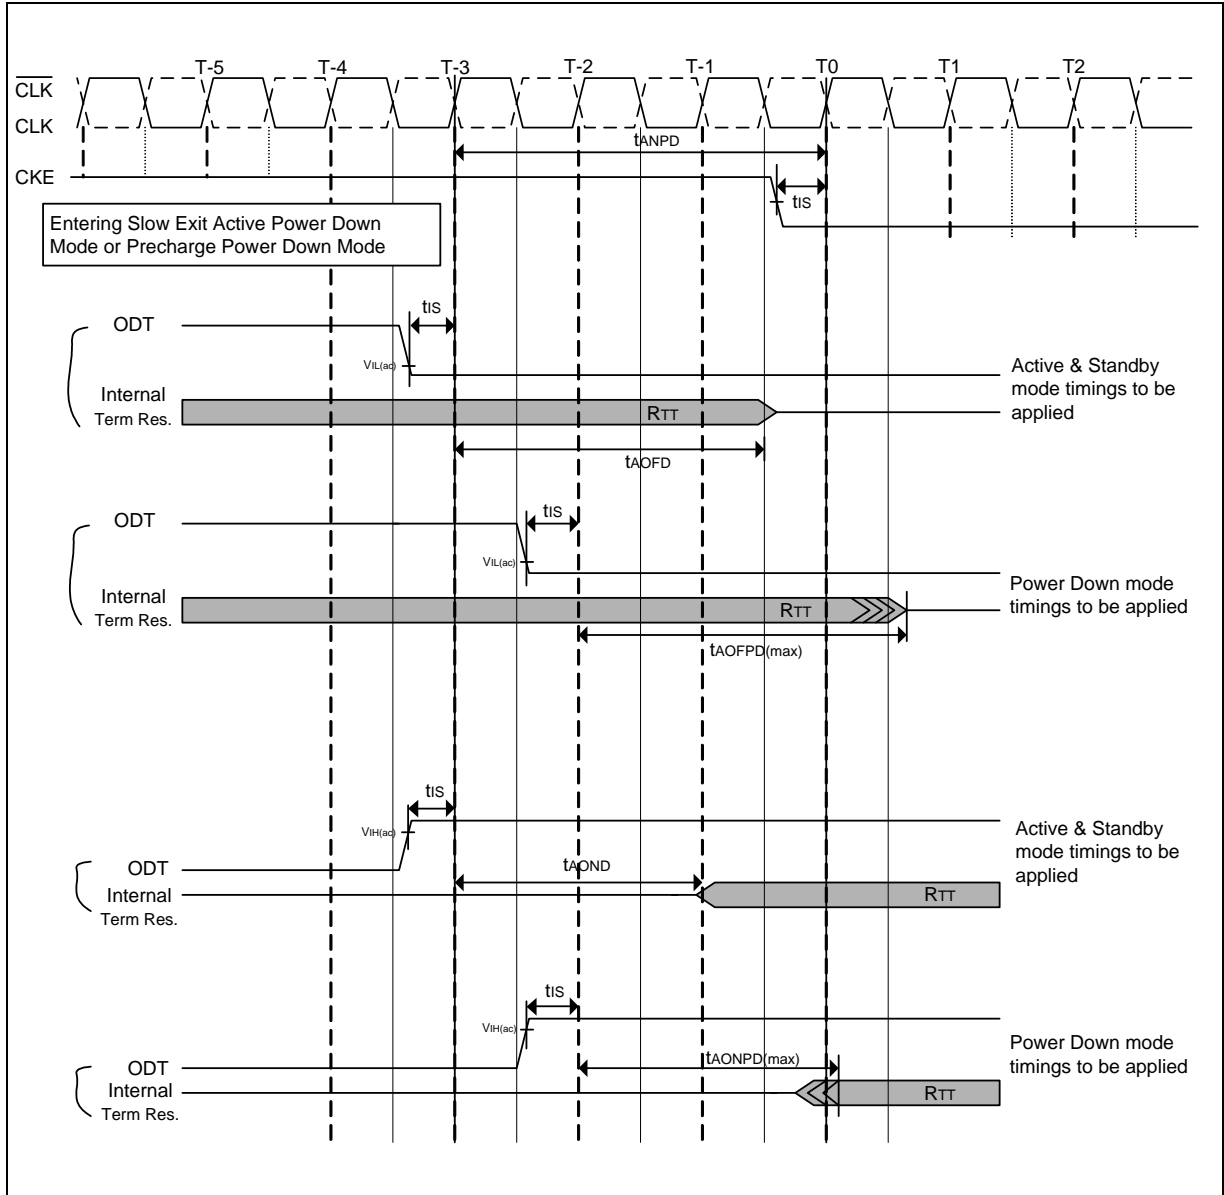 T-5 T-4 T-3 T-2 T-1 T0 T1 T2
CLK
CLK
tANPD
CKE
tIS
Entering Slow Exit Active Power Down
Mode or Precharge Power Down Mode
tIS
ODT
VIL(ac)
Active & Standby
mode timings to be
applied
Internal
Term Res.
RTT
tAOFD
tIS
ODT
VIL(ac)
Power Down mode
timings to be applied
Internal
Term Res.
RTT
tAOFPD(max)
tIS
VIH(ac)
Active & Standby
mode timings to be
applied
ODT
tAOND
Internal
Term Res.
RTT
tIS
VIH(ac)
Power Down mode
timings to be applied
ODT
tAONPD(max)
Internal
Term Res.
RTT